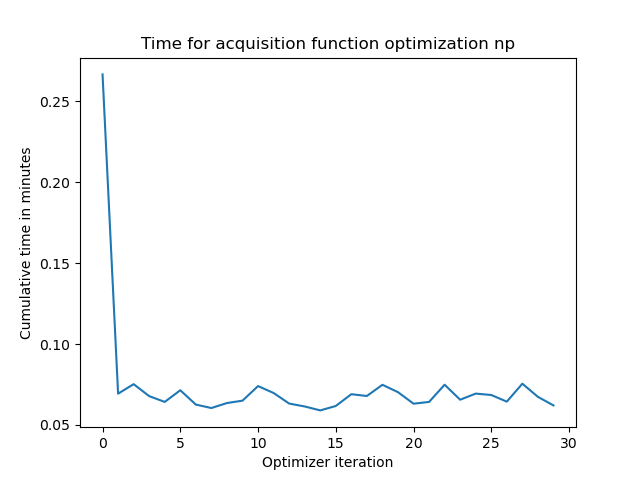 Time for acquisition function optimization np
Cumulative time in minutes
0.25
0.20
0.15
0.10
0.05
0 5 10 15 20 25 30
Optimizer iteration